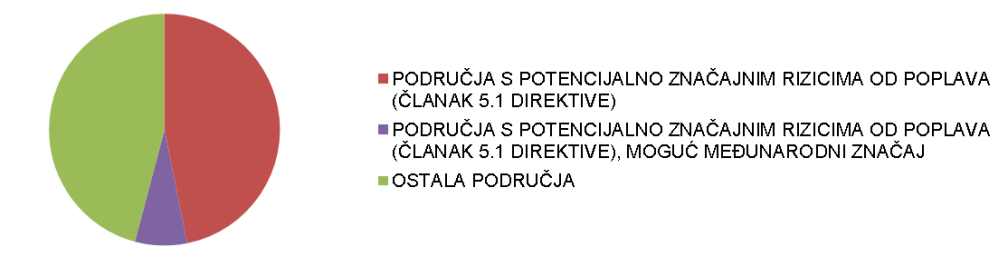 PODRUČJA S POTENCIJALNO ZNAČAJNIM RIZICIMA OD POPLAVA
(ČLANAK 5.1 DIREKTIVE)
PODRUČJA S POTENCIJALNO ZNAČAJNIM RIZICIMA OD POPLAVA
(ČLANAK 5.1 DIREKTIVE), MOGUĆ MEĐUNARODNI ZNAČAJ
OSTALA PODRUČJA